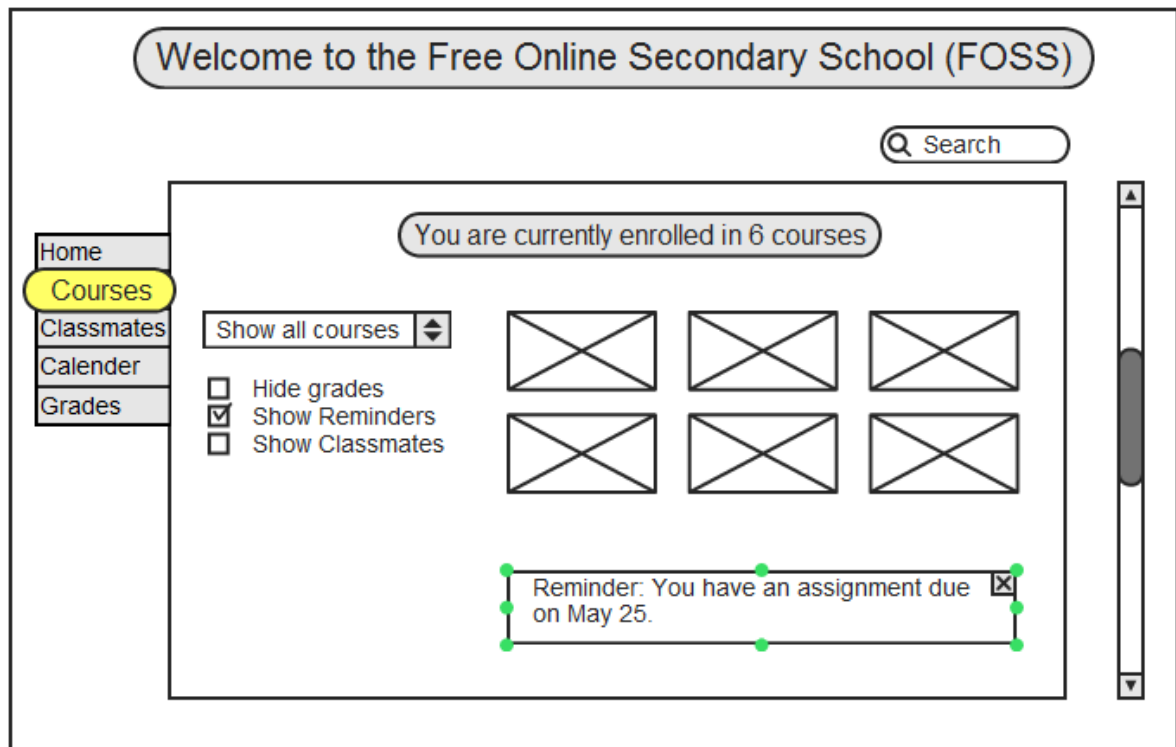 Welcome to the Free Online Secondary School (FOSS)
Search
You are currently enrolled in 6 courses
Home
Courses
Classmates
Calender
Grades
Show all courses
Hide grades
Show Reminders
Show Classmates
Reminder: You have an assignment due
on May 25.